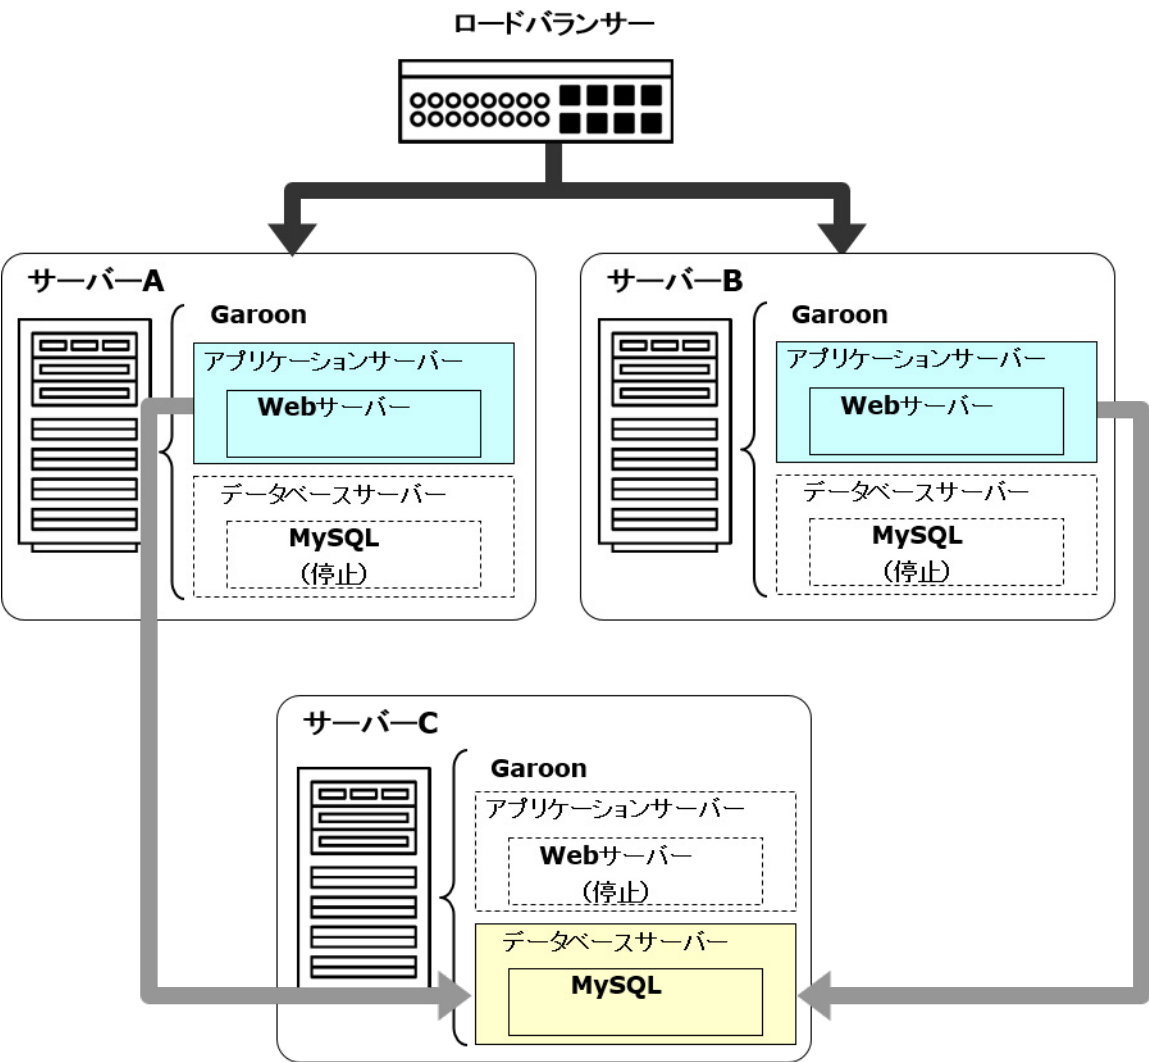 ロードバランサー
サーバーA
Garoon
アプリケーションサーバー
Webサーバー
データベースサーバー
MySQL
(停止)
サーバーB
Garoon
アプリケーションサーバー
Webサーバー
データベースサーバー
MySQL
(停止)
サーバーC
Garoon
アプリケーションサーバー
Webサーバー
(停止)
データベースサーバー
MySQL